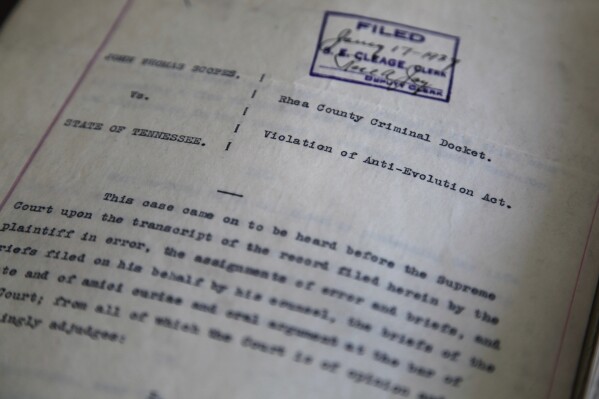 FILED
Jany 17-1927
CLEAGE, CLERK
DEPUTY CLERK
JOHN THOMAS SCOPES,
Vs.
STATE OF TENNESSEE.
Rhea County Criminal Docket.
Violation of Anti-Evolution Act.
This case came on to be heard before the Supreme
Court upon the transcript of the record filed herein by the
plaintiff in error, the assignments of error and briefs, and
riefs filed on his behalf by his counsel, the briefs of the
te and of amici curiae and oral argument at the bar of
Court; from all of which the Court is of opinion
ingly adjudges: